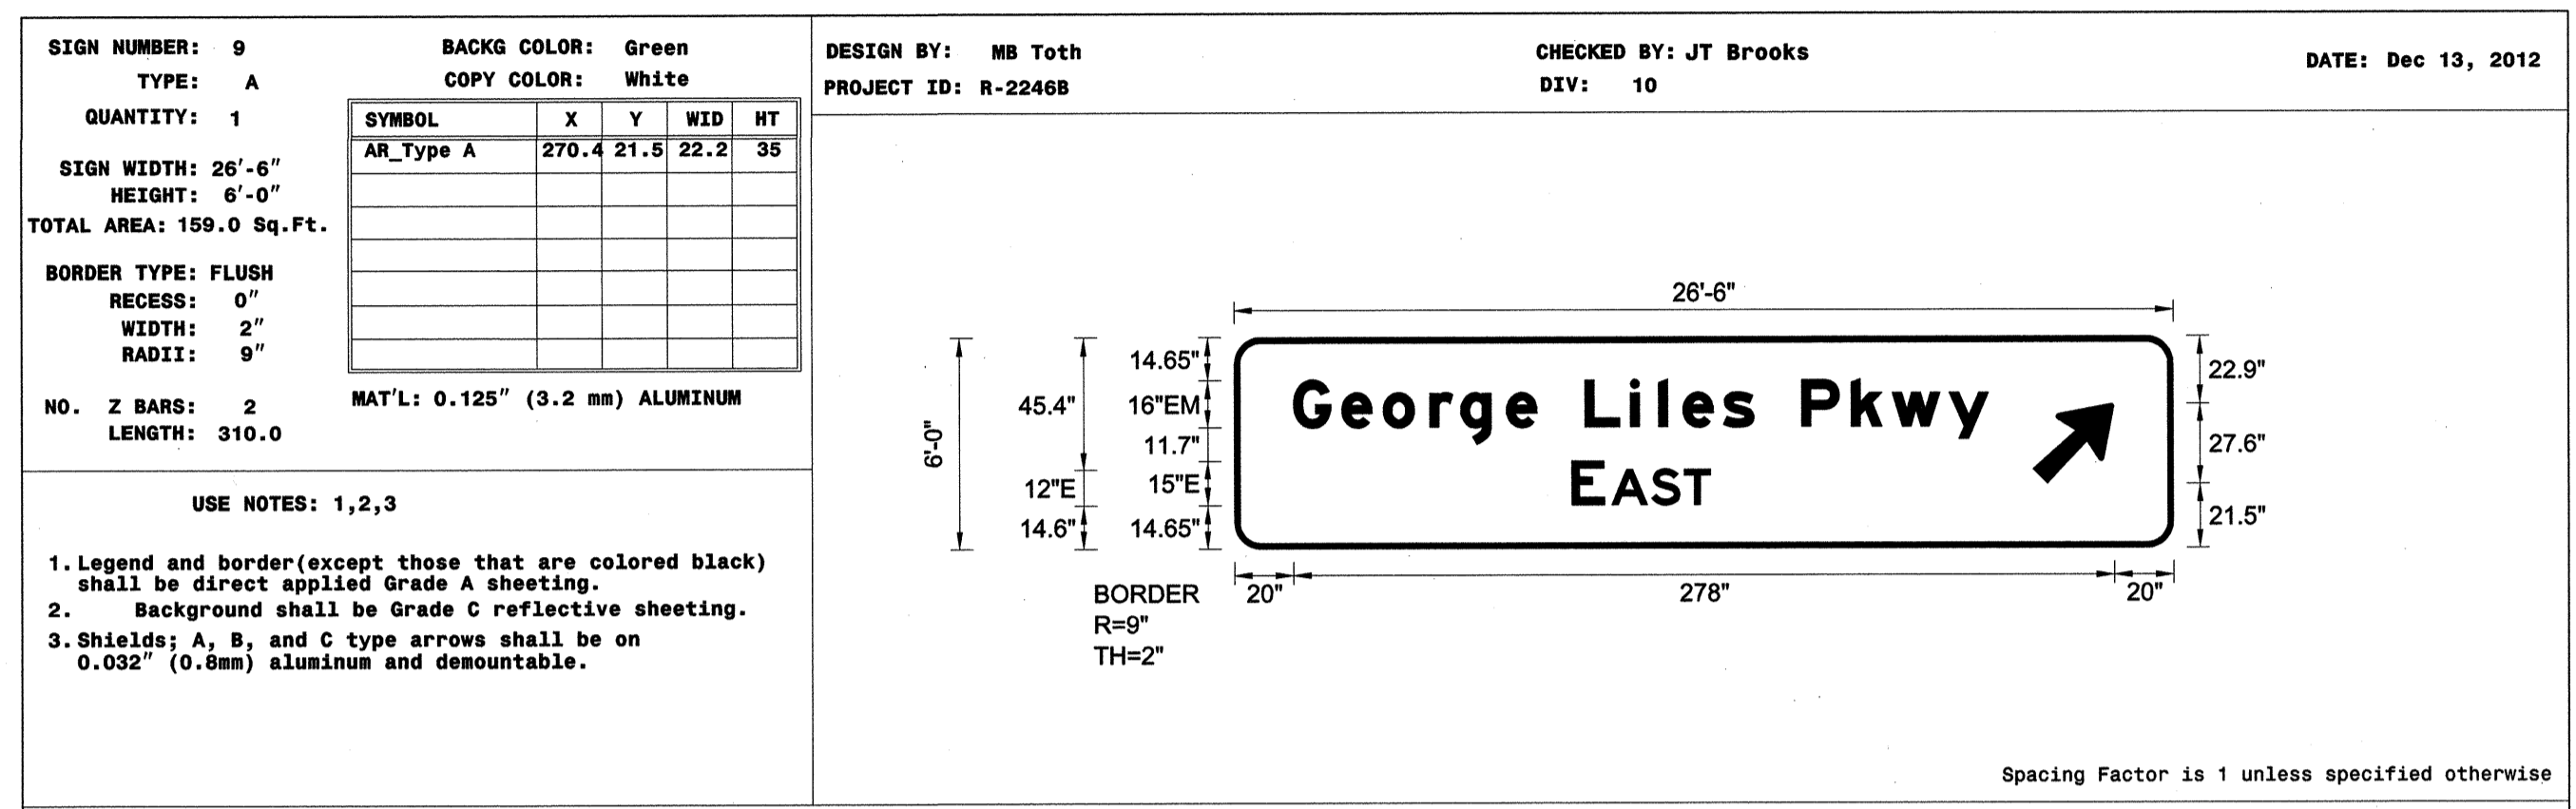 SIGN NUMBER: 9
TYPE: A
QUANTITY: 1
SIGN WIDTH: 26'-6"
HEIGHT: 6'-0"
TOTAL AREA: 159.0 Sq.Ft.
BORDER TYPE: FLUSH
RECESS: 0"
WIDTH: 2"
RADII: 9"
NO. Z BARS: 2
LENGTH: 310.0
BACKG COLOR: Green
COPY COLOR: White
SYMBOL X Y WID HT
AR_Type A 270.4 21.5 22.2 35
MAT'L: 0.125" (3.2 mm) ALUMINUM
USE NOTES: 1,2,3
1. Legend and border(except those that are colored black)
shall be direct applied Grade A sheeting.
2. Background shall be Grade C reflective sheeting.
3. Shields; A, B, and C type arrows shall be on
0.032" (0.8mm) aluminum and demountable.
DESIGN BY: MB Toth
PROJECT ID: R-2246B
CHECKED BY: JT Brooks
DIV: 10
DATE: Dec 13, 2012
26'-6"
6'-0"
45.4"
12"E
14.6"
14.65"
16"EM
11.7"
15"E
14.65"
George Liles Pkwy
EAST
22.9"
27.6"
21.5"
20"
278"
20"
BORDER
R=9"
TH=2"
Spacing Factor is 1 unless specified otherwise